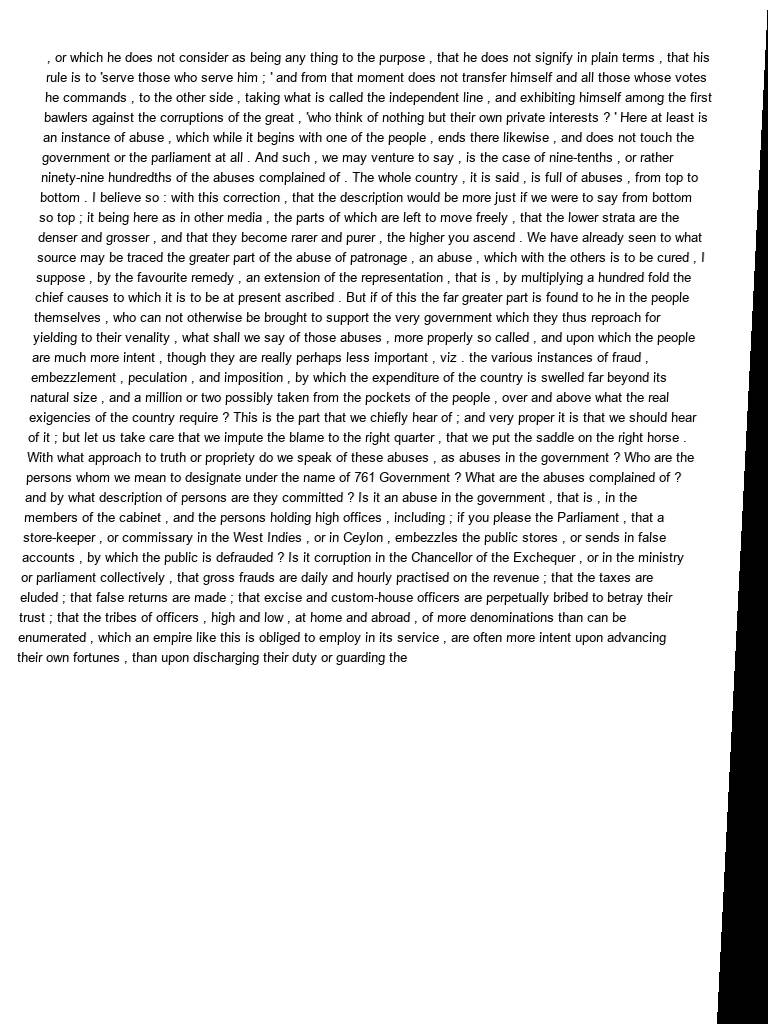 , or which he does not consider as being any thing to the purpose , that he does not signify in plain terms , that his
rule is to 'serve those who serve him ; ' and from that moment does not transfer himself and all those whose votes
he commands , to the other side , taking what is called the independent line , and exhibiting himself among the first
bawlers against the corruptions of the great , 'who think of nothing but their own private interests ? ' Here at least is
an instance of abuse , which while it begins with one of the people , ends there likewise , and does not touch the
government or the parliament at all . And such , we may venture to say , is the case of nine-tenths , or rather
ninety-nine hundredths of the abuses complained of . The whole country , it is said , is full of abuses , from top to
bottom . I believe so : with this correction , that the description would be more just if we were to say from bottom
so top ; it being here as in other media , the parts of which are left to move freely , that the lower strata are the
denser and grosser , and that they become rarer and purer , the higher you ascend . We have already seen to what
source may be traced the greater part of the abuse of patronage , an abuse , which with the others is to be cured , I
suppose , by the favourite remedy , an extension of the representation , that is , by multiplying a hundred fold the
chief causes to which it is to be at present ascribed . But if of this the far greater part is found to he in the people
themselves , who can not otherwise be brought to support the very government which they thus reproach for
yielding to their venality , what shall we say of those abuses , more properly so called , and upon which the people
are much more intent , though they are really perhaps less important , viz . the various instances of fraud ,
embezzlement , peculation , and imposition , by which the expenditure of the country is swelled far beyond its
natural size , and a million or two possibly taken from the pockets of the people , over and above what the real
exigencies of the country require ? This is the part that we chiefly hear of ; and very proper it is that we should hear
of it ; but let us take care that we impute the blame to the right quarter , that we put the saddle on the right horse .
With what approach to truth or propriety do we speak of these abuses , as abuses in the government ? Who are the
persons whom we mean to designate under the name of 761 Government ? What are the abuses complained of ?
and by what description of persons are they committed ? Is it an abuse in the government , that is , in the
members of the cabinet , and the persons holding high offices , including ; if you please the Parliament , that a
store-keeper , or commissary in the West Indies , or in Ceylon , embezzles the public stores , or sends in false
accounts , by which the public is defrauded ? Is it corruption in the Chancellor of the Exchequer , or in the ministry
or parliament collectively , that gross frauds are daily and hourly practised on the revenue ; that the taxes are
eluded ; that false returns are made ; that excise and custom-house officers are perpetually bribed to betray their
trust ; that the tribes of officers , high and low , at home and abroad , of more denominations than can be
enumerated , which an empire like this is obliged to employ in its service , are often more intent upon advancing
their own fortunes , than upon discharging their duty or guarding the